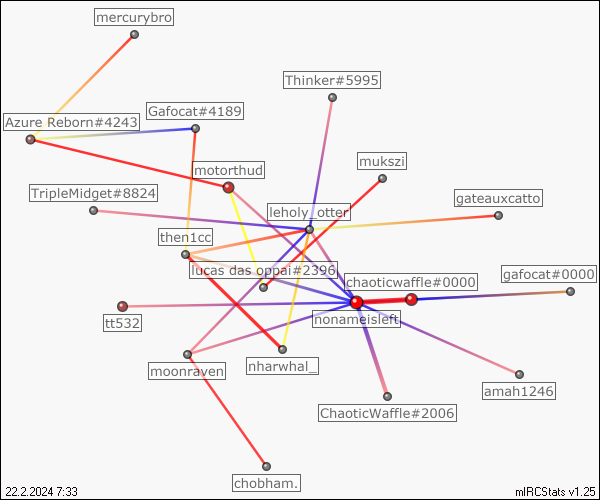 mercurybro
Thinker#5995
Gafocat#4189
Azure Reborn#4243
mukszi
motorthud
TripleMidget#8824
gateauxcatto
leholy_otter
then1cc
lucas das oppai#2396
gafocat#0000
chaoticwaffle#0000
nonameisleft
tt532
moonraven
nharwhal_
amah1246
ChaoticWaffle#2006
chobham.
22.2.2024 7:33
mIRCStats v1.25